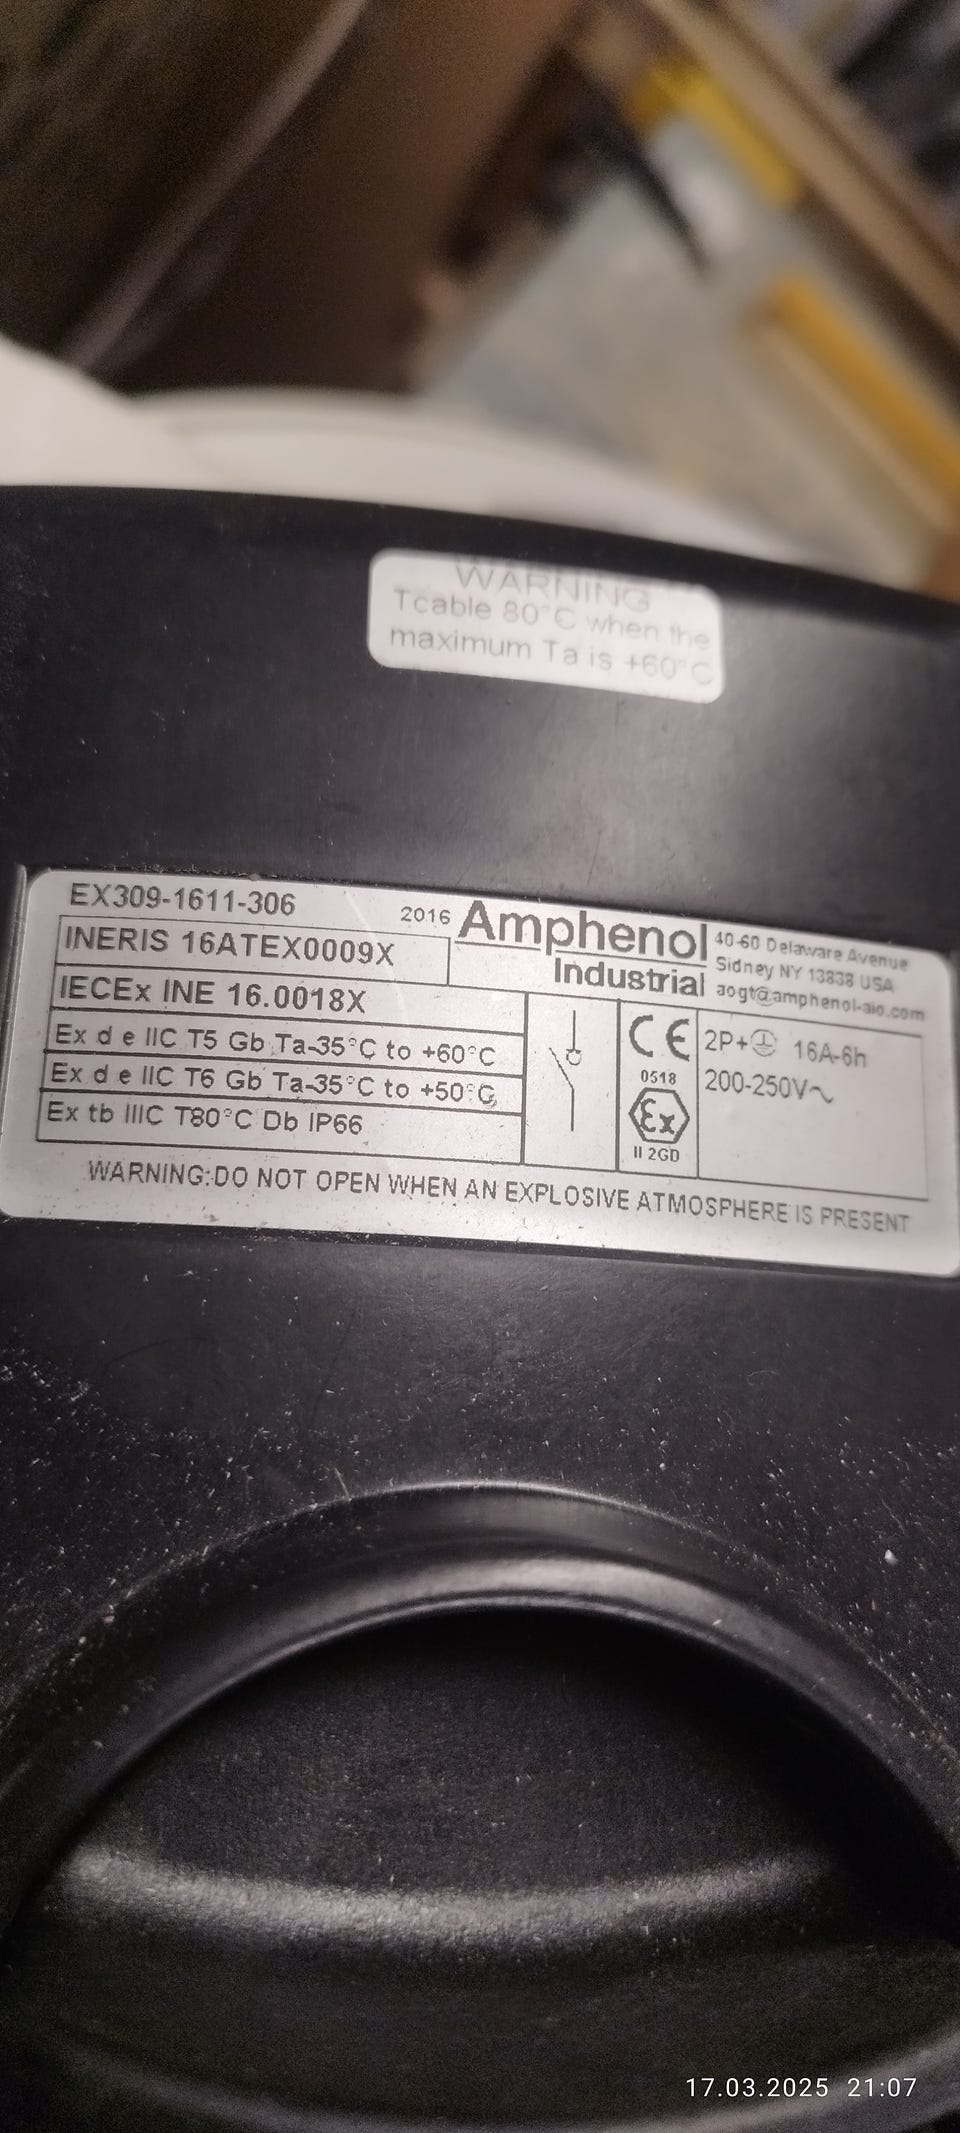 WARNING
Tcable 80°C when the
maximum Ta is +60°C
EX309-1611-306
2016 Amphenol
Industrial
40-60 Delaware Avenue
Sidney NY 13838 USA
aogt@amphenol-aio.com
INERIS 16ATEX0009X
IECEx INE 16.0018X
Ex d e IIC T5 Gb Ta-35°C to +60°C
Ex d e IIC T6 Gb Ta-35°C to +50°C
Ex tb IIIC T80°C Db IP66
CE
0518
Ex
II 2GD
2P+⏚ 16A-6h
200-250V~
WARNING:DO NOT OPEN WHEN AN EXPLOSIVE ATMOSPHERE IS PRESENT
17.03.2025 21:07